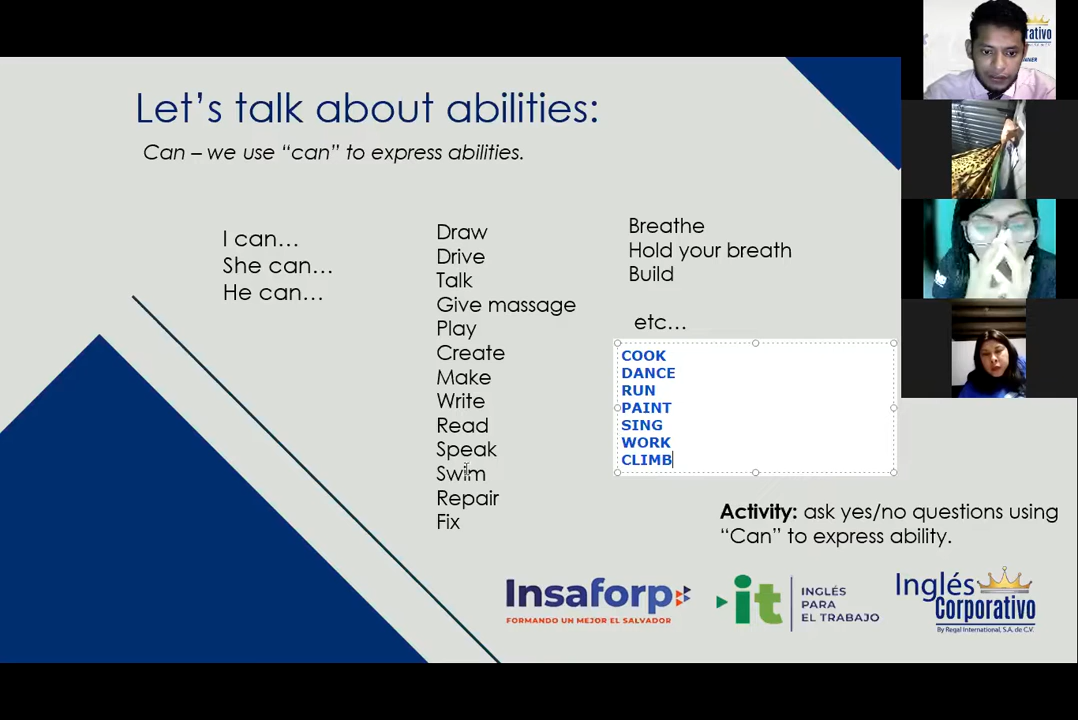 Let's talk about abilities:
Can – we use “can” to express abilities.
I can…
She can…
He can…
Draw
Drive
Talk
Give massage
Play
Create
Make
Write
Read
Speak
Swim
Repair
Fix
Breathe
Hold your breath
Build
etc…
COOK
DANCE
RUN
PAINT
SING
WORK
CLIMB
Activity: ask yes/no questions using
“Can” to express ability.
Insaforp
FORMANDO UN MEJOR EL SALVADOR
it
INGLÉS
PARA
EL TRABAJO
Inglés
Corporativo
By Regal International, S.A. de C.V.
rativo